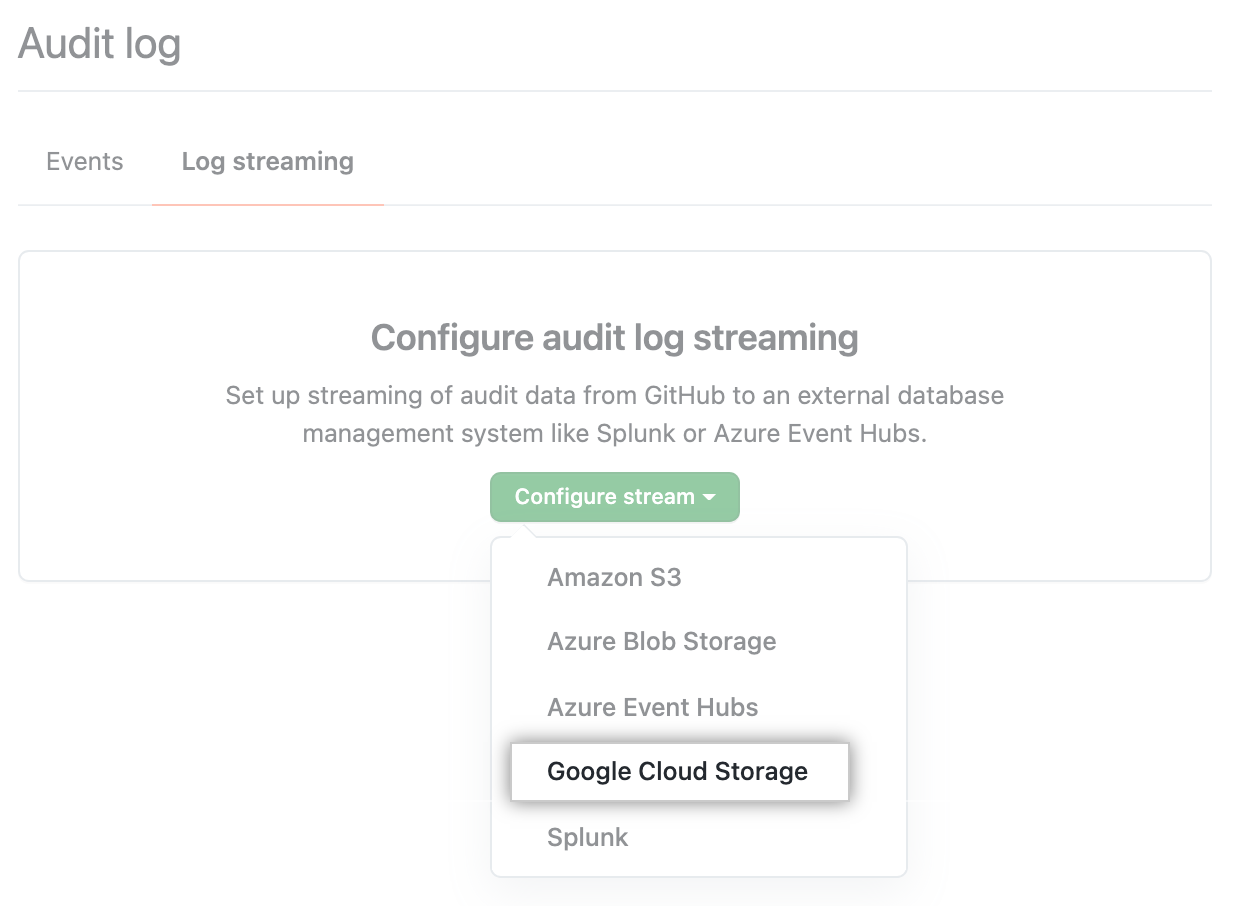 Audit log
Events
Log streaming
Configure audit log streaming
Set up streaming of audit data from GitHub to an external database
management system like Splunk or Azure Event Hubs.
Configure stream
Amazon S3
Azure Blob Storage
Azure Event Hubs
Google Cloud Storage
Splunk